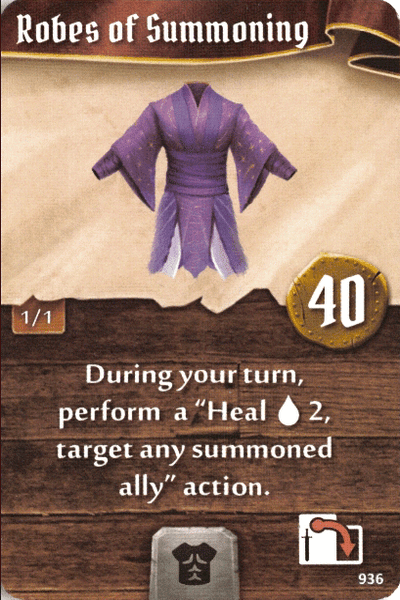 Robes of Summoning
40
1/1
During your turn,
perform a “Heal 2,
target any summoned
ally” action.
936